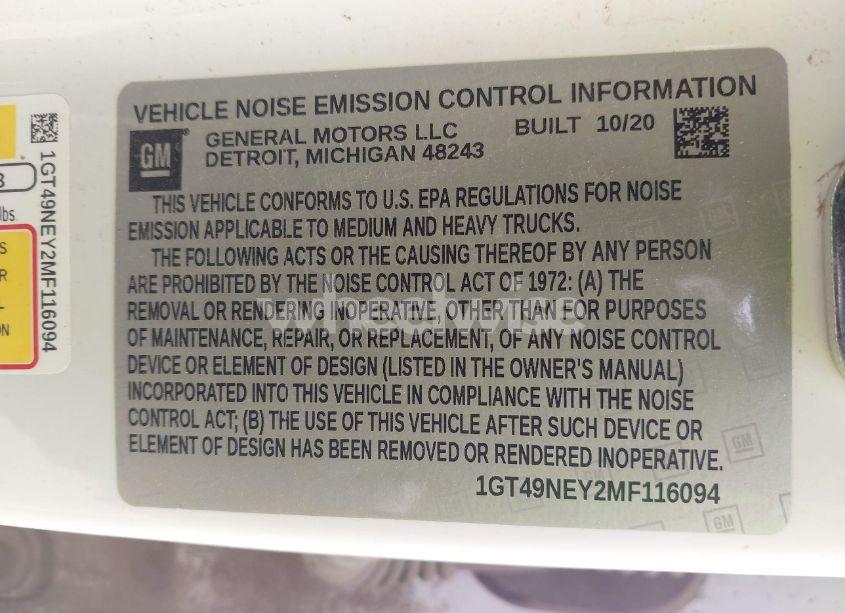 VEHICLE NOISE EMISSION CONTROL INFORMATION
GM
GENERAL MOTORS LLC BUILT 10/20
DETROIT, MICHIGAN 48243
THIS VEHICLE CONFORMS TO U.S. EPA REGULATIONS FOR NOISE
EMISSION APPLICABLE TO MEDIUM AND HEAVY TRUCKS.
THE FOLLOWING ACTS OR THE CAUSING THEREOF BY ANY PERSON
ARE PROHIBITED BY THE NOISE CONTROL ACT OF 1972: (A) THE
REMOVAL OR RENDERING INOPERATIVE, OTHER THAN FOR PURPOSES
OF MAINTENANCE, REPAIR, OR REPLACEMENT, OF ANY NOISE CONTROL
DEVICE OR ELEMENT OF DESIGN (LISTED IN THE OWNER'S MANUAL)
INCORPORATED INTO THIS VEHICLE IN COMPLIANCE WITH THE NOISE
CONTROL ACT; (B) THE USE OF THIS VEHICLE AFTER SUCH DEVICE OR
ELEMENT OF DESIGN HAS BEEN REMOVED OR RENDERED INOPERATIVE.
1GT49NEY2MF116094
GM
GM
1GT49NEY2MF116094
lbs
wheelwise